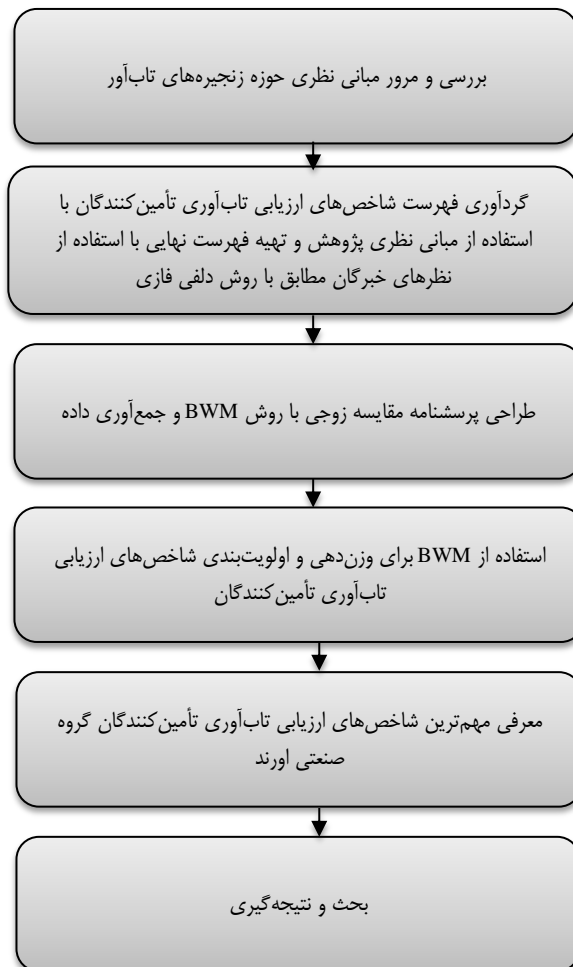 بررسی و مرور مبانی نظری حوزه زنجیره‌های تاب‌آور
گردآوری فهرست شاخص‌های ارزیابی تاب‌آوری تأمین‌کنندگان با
استفاده از مبانی نظری پژوهش و تهیه فهرست نهایی با استفاده از
نظرهای خبرگان مطابق با روش دلفی فازی
طراحی پرسشنامه مقایسه زوجی با روش BWM و جمع‌آوری داده
استفاده از BWM برای وزن‌دهی و اولویت‌بندی شاخص‌های ارزیابی
تاب‌آوری تأمین‌کنندگان
معرفی مهم‌ترین شاخص‌های ارزیابی تاب‌آوری تأمین‌کنندگان گروه
صنعتی اورند
بحث و نتیجه‌گیری